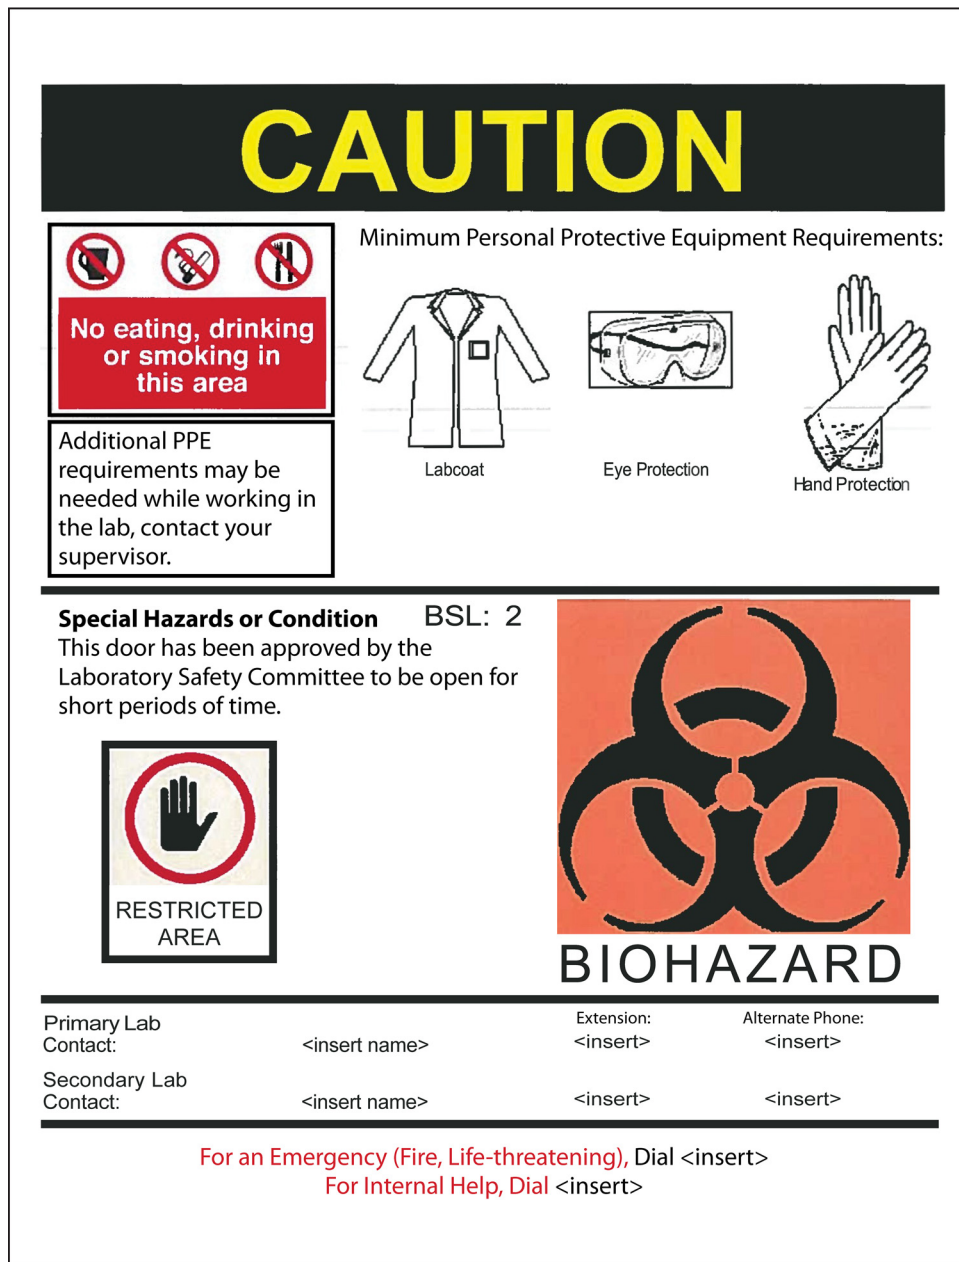 CAUTION
No eating, drinking
or smoking in
this area
Additional PPE
requirements may be
needed while working in
the lab, contact your
supervisor.
Minimum Personal Protective Equipment Requirements:
Labcoat
Eye Protection
Hand Protection
Special Hazards or Condition BSL: 2
This door has been approved by the
Laboratory Safety Committee to be open for
short periods of time.
RESTRICTED
AREA
BIOHAZARD
Extension: Alternate Phone:
Primary Lab
Contact: <insert name> <insert> <insert>
Secondary Lab
Contact: <insert name> <insert> <insert>
For an Emergency (Fire, Life-threatening), Dial <insert>
For Internal Help, Dial <insert>